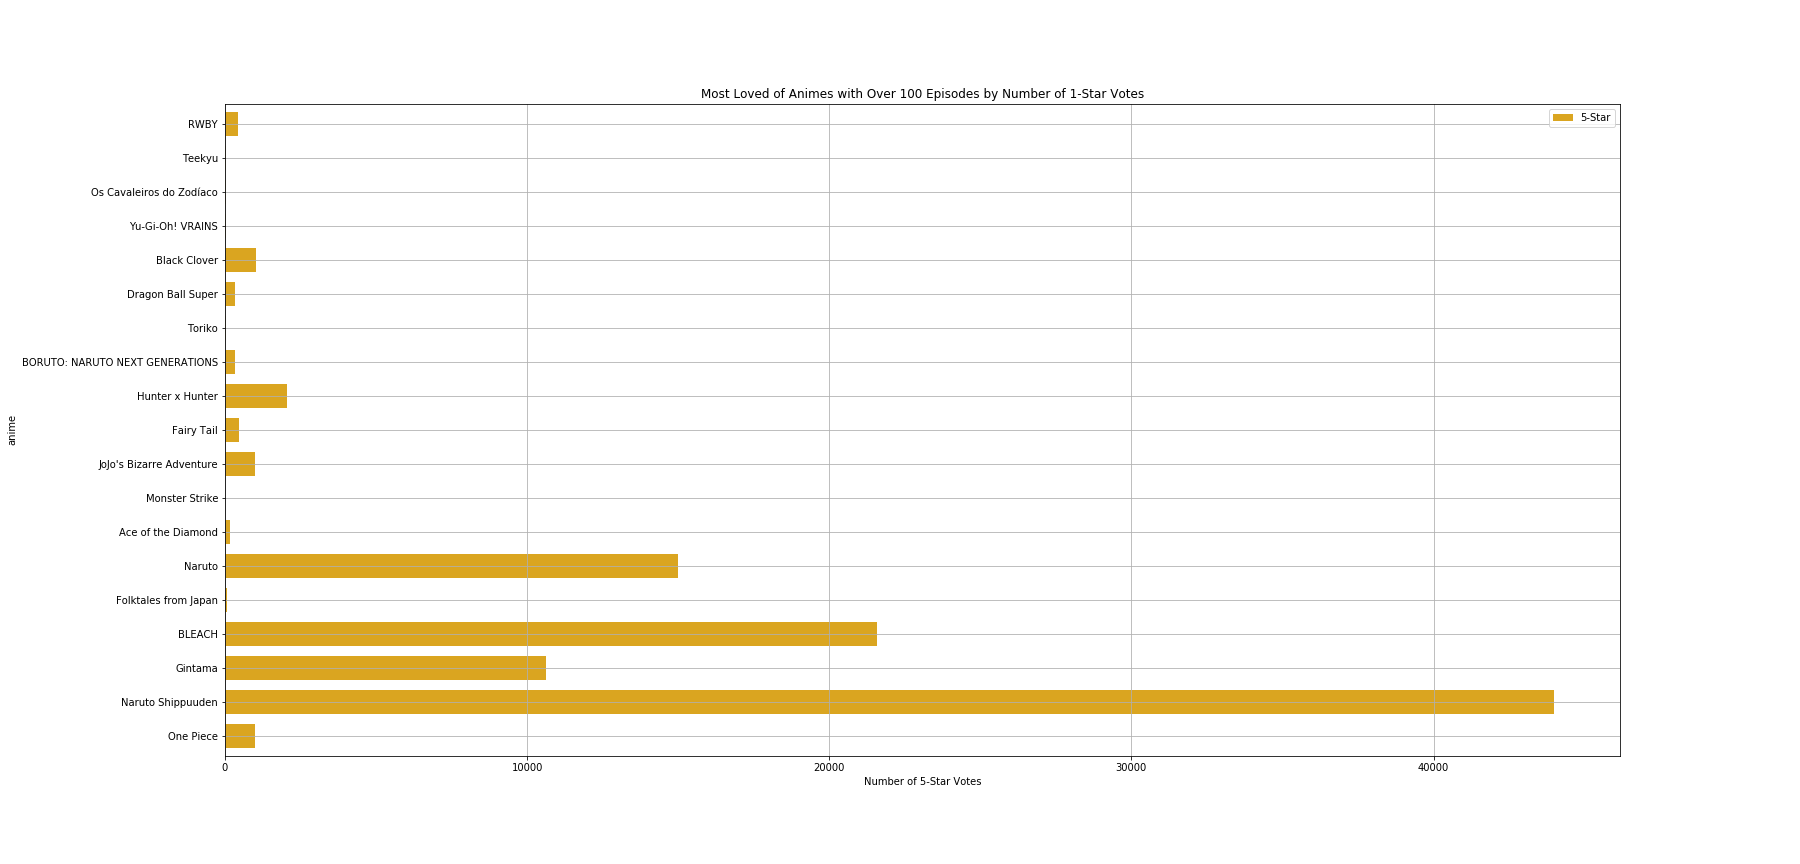 Most Loved of Animes with Over 100 Episodes by Number of 1-Star Votes
5-Star
RWBY
Teekyu
Os Cavaleiros do Zodíaco
Yu-Gi-Oh! VRAINS
Black Clover
Dragon Ball Super
Toriko
BORUTO: NARUTO NEXT GENERATIONS
Hunter x Hunter
Fairy Tail
JoJo's Bizarre Adventure
Monster Strike
Ace of the Diamond
Naruto
Folktales from Japan
BLEACH
Gintama
Naruto Shippuuden
One Piece
anime
0 10000 20000 30000 40000
Number of 5-Star Votes